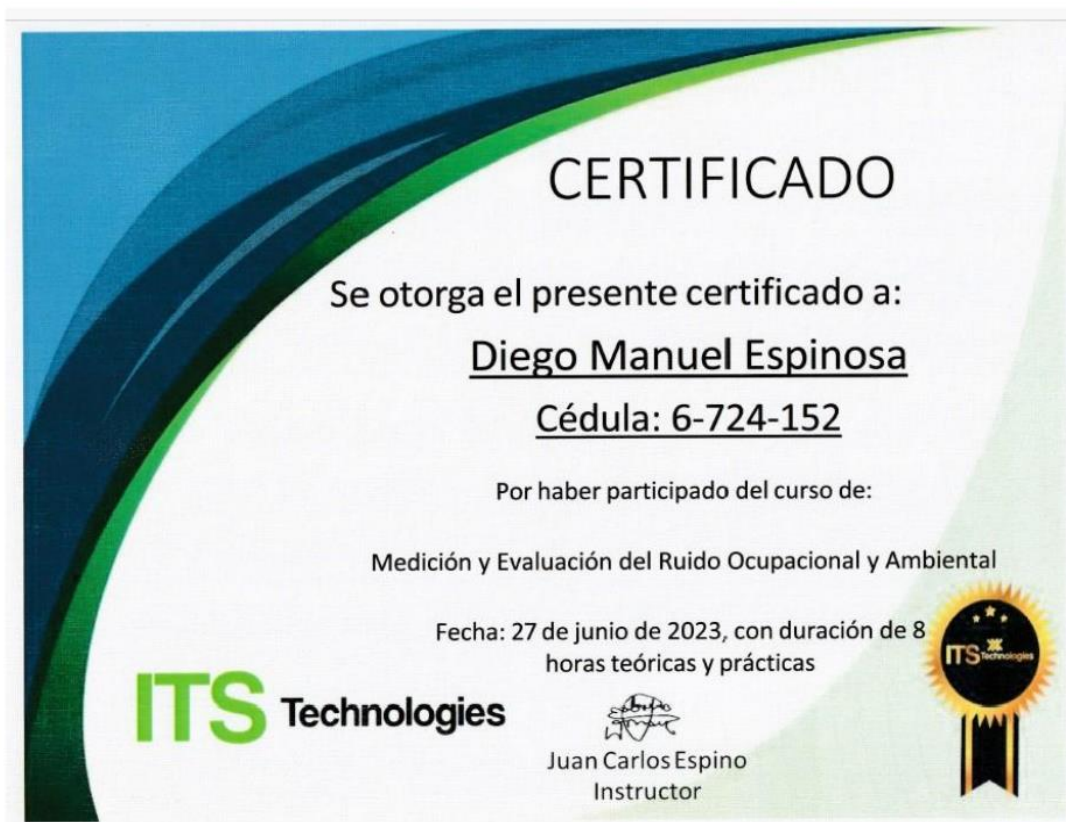 CERTIFICADO
Se otorga el presente certificado a:
Diego Manuel Espinosa
Cédula: 6-724-152
Por haber participado del curso de:
Medición y Evaluación del Ruido Ocupacional y Ambiental
Fecha: 27 de junio de 2023, con duración de 8
horas teóricas y prácticas
ITS Technologies
ITS Technologies
Juan Carlos Espino
Instructor